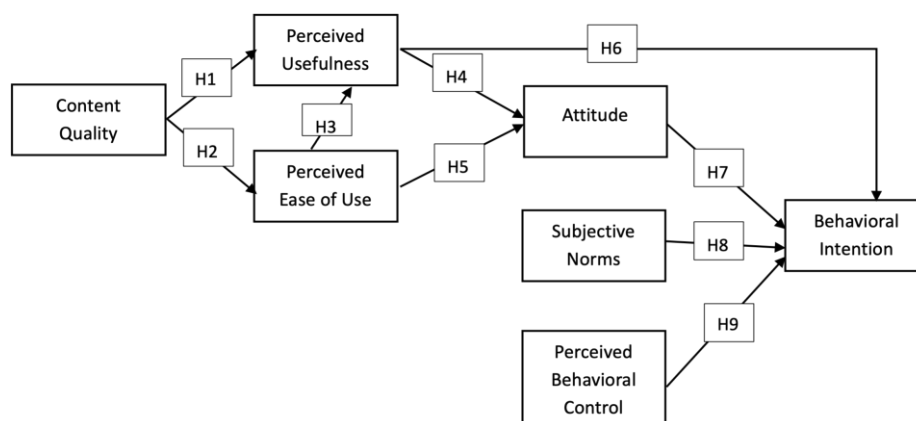 Perceived
Usefulness
H6
H1
H4
Content
Quality
Attitude
H3
H2
Perceived
Ease of Use
H5
H7
Subjective
Norms
H8
Behavioral
Intention
H9
Perceived
Behavioral
Control